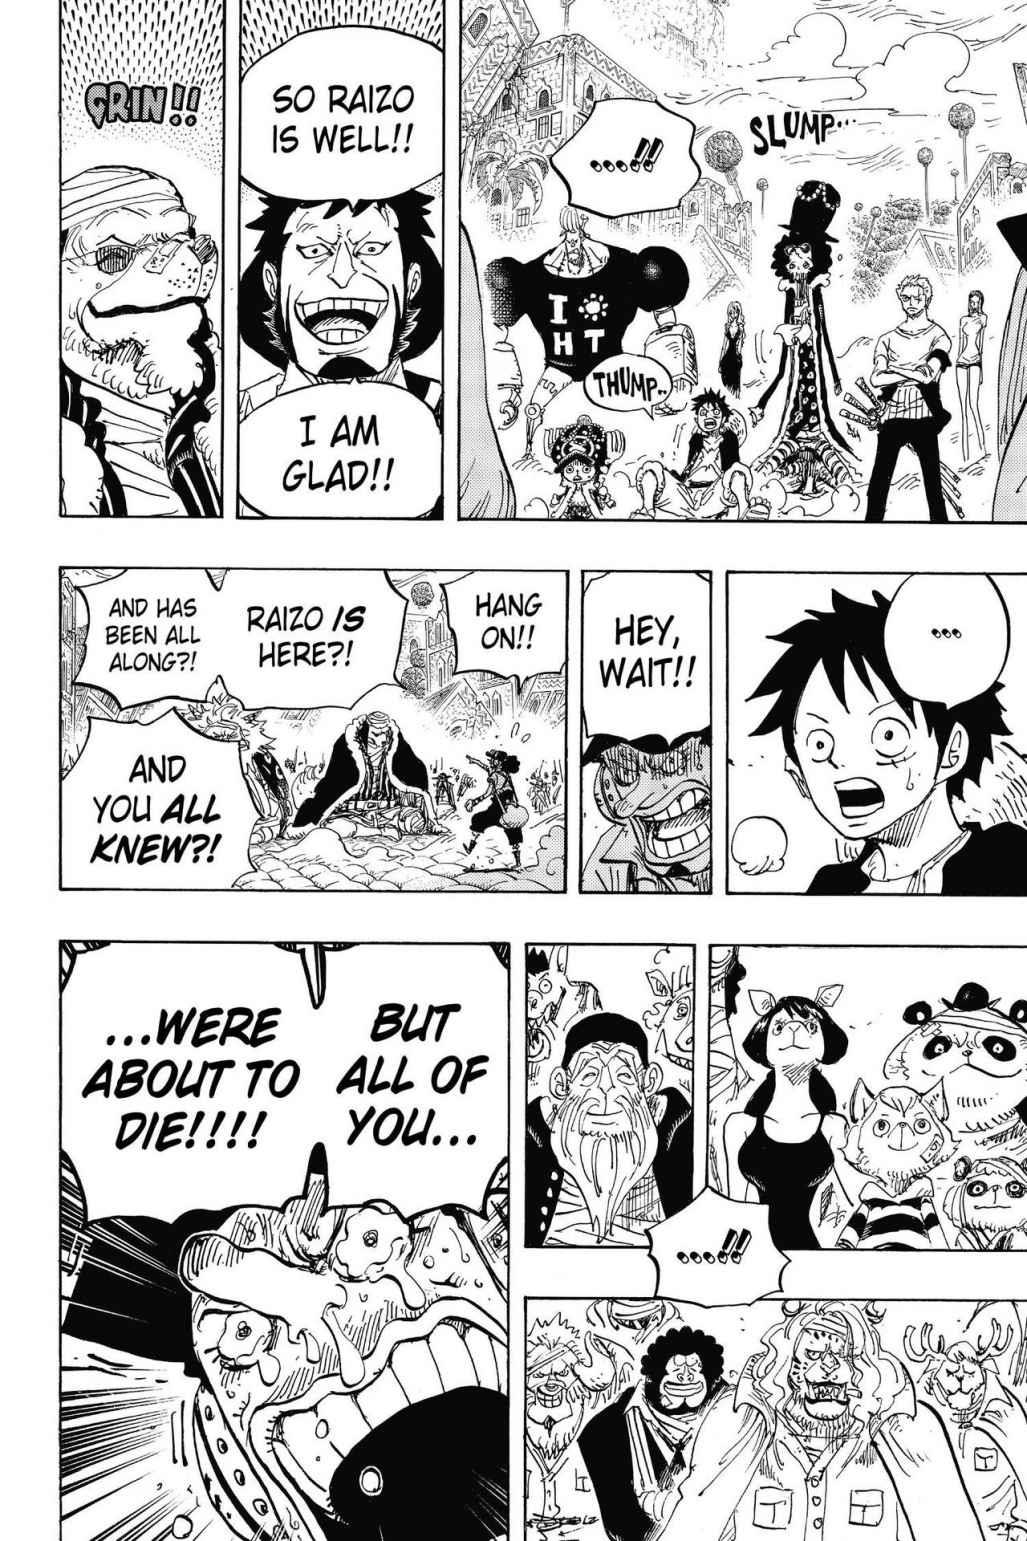 SLUMP...
....!!
I
HT
THUMP..
SO RAIZO
IS WELL!!
I AM
GLAD!!
GRIN!!
...
HEY,
WAIT!!
HANG
ON!!
RAIZO IS
HERE?!
AND HAS
BEEN ALL
ALONG?!
AND
YOU ALL
KNEW?!
....!!
BUT
ALL OF
YOU...
...WERE
ABOUT TO
DIE!!!!